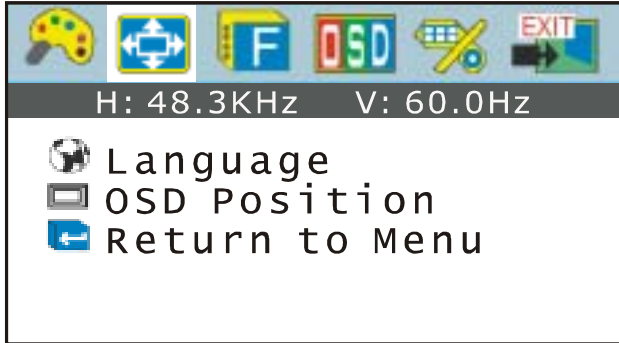 F OSD EXIT
H: 48.3KHz V: 60.0Hz
Language
OSD Position
Return to Menu